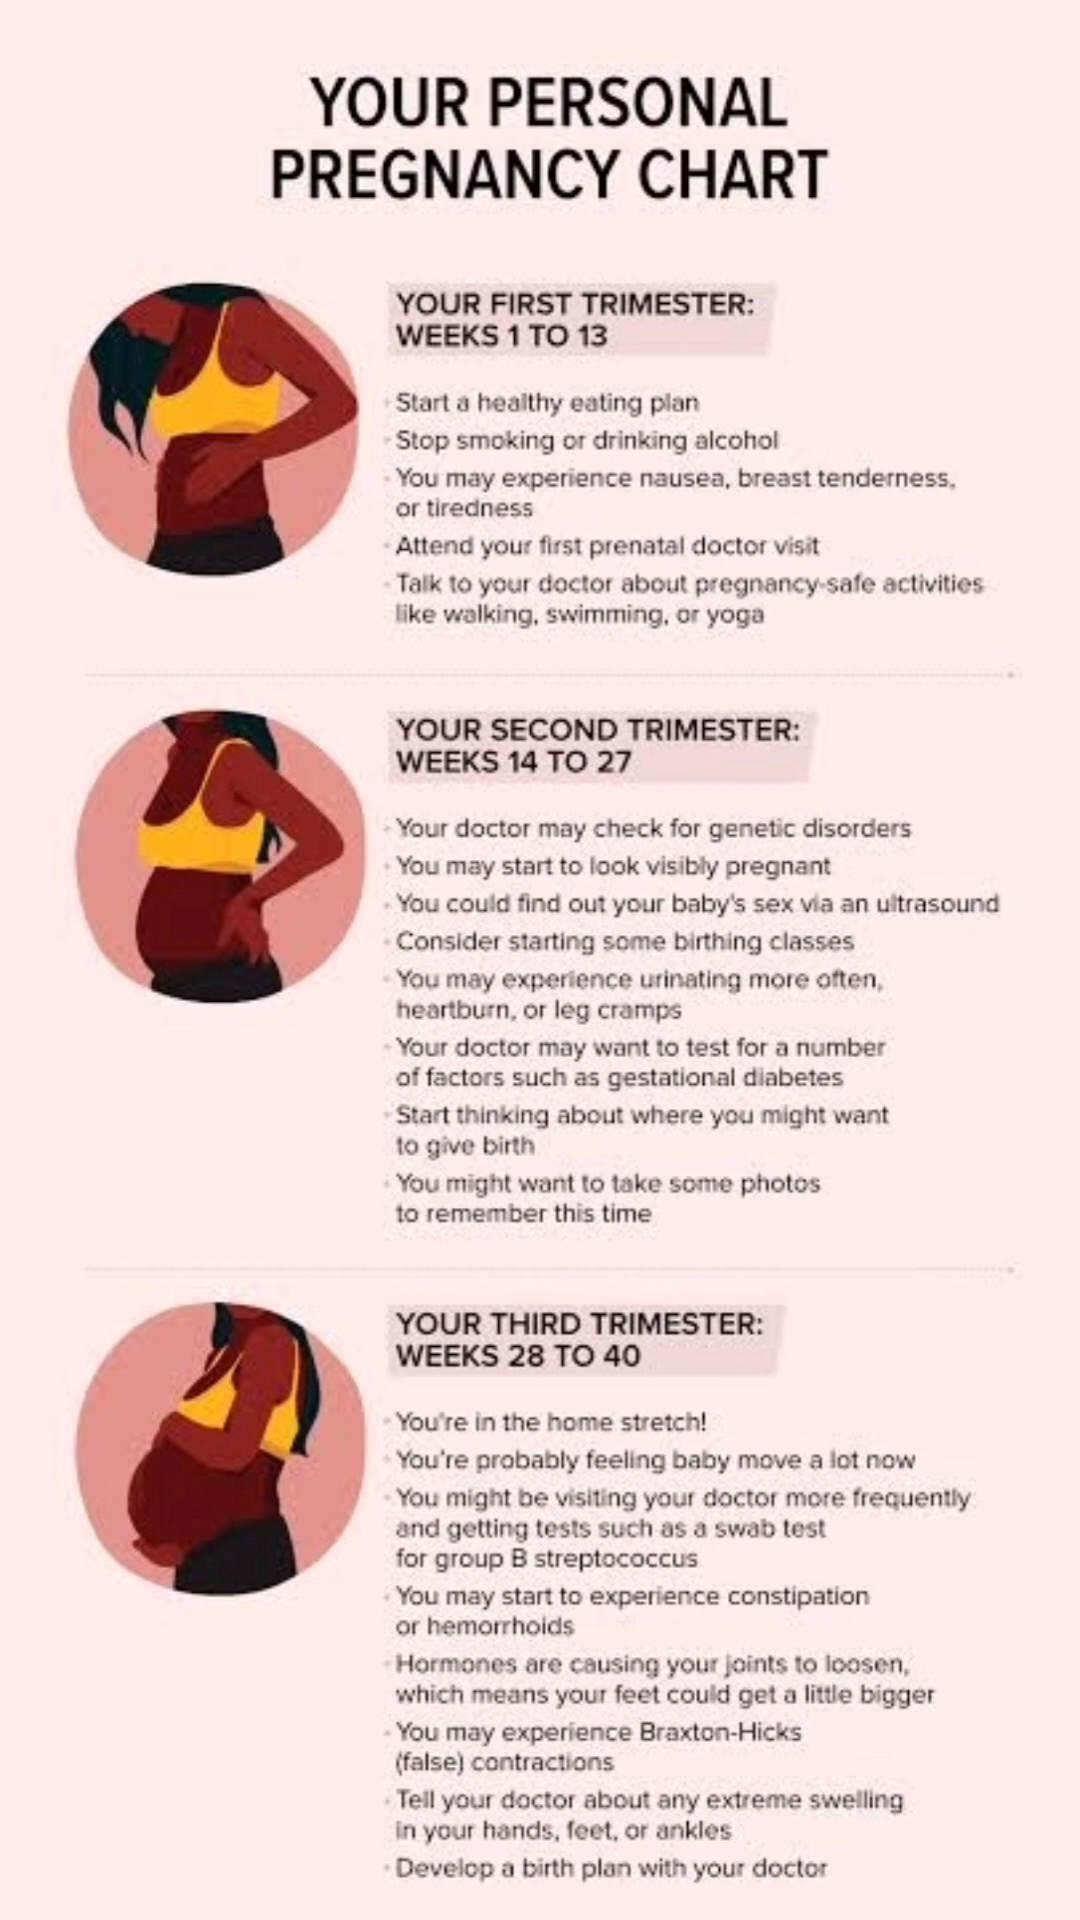 YOUR PERSONAL
PREGNANCY CHART
YOUR FIRST TRIMESTER:
WEEKS 1 TO 13
· Start a healthy eating plan
· Stop smoking or drinking alcohol
· You may experience nausea, breast tenderness,
or tiredness
· Attend your first prenatal doctor visit
· Talk to your doctor about pregnancy-safe activities
like walking, swimming, or yoga
YOUR SECOND TRIMESTER:
WEEKS 14 TO 27
· Your doctor may check for genetic disorders
· You may start to look visibly pregnant
· You could find out your baby's sex via an ultrasound
· Consider starting some birthing classes
· You may experience urinating more often,
heartburn, or leg cramps
· Your doctor may want to test for a number
of factors such as gestational diabetes
· Start thinking about where you might want
to give birth
· You might want to take some photos
to remember this time
YOUR THIRD TRIMESTER:
WEEKS 28 TO 40
· You're in the home stretch!
· You're probably feeling baby move a lot now
· You might be visiting your doctor more frequently
and getting tests such as a swab test
for group B streptococcus
· You may start to experience constipation
or hemorrhoids
· Hormones are causing your joints to loosen,
which means your feet could get a little bigger
· You may experience Braxton-Hicks
(false) contractions
· Tell your doctor about any extreme swelling
in your hands, feet, or ankles
· Develop a birth plan with your doctor